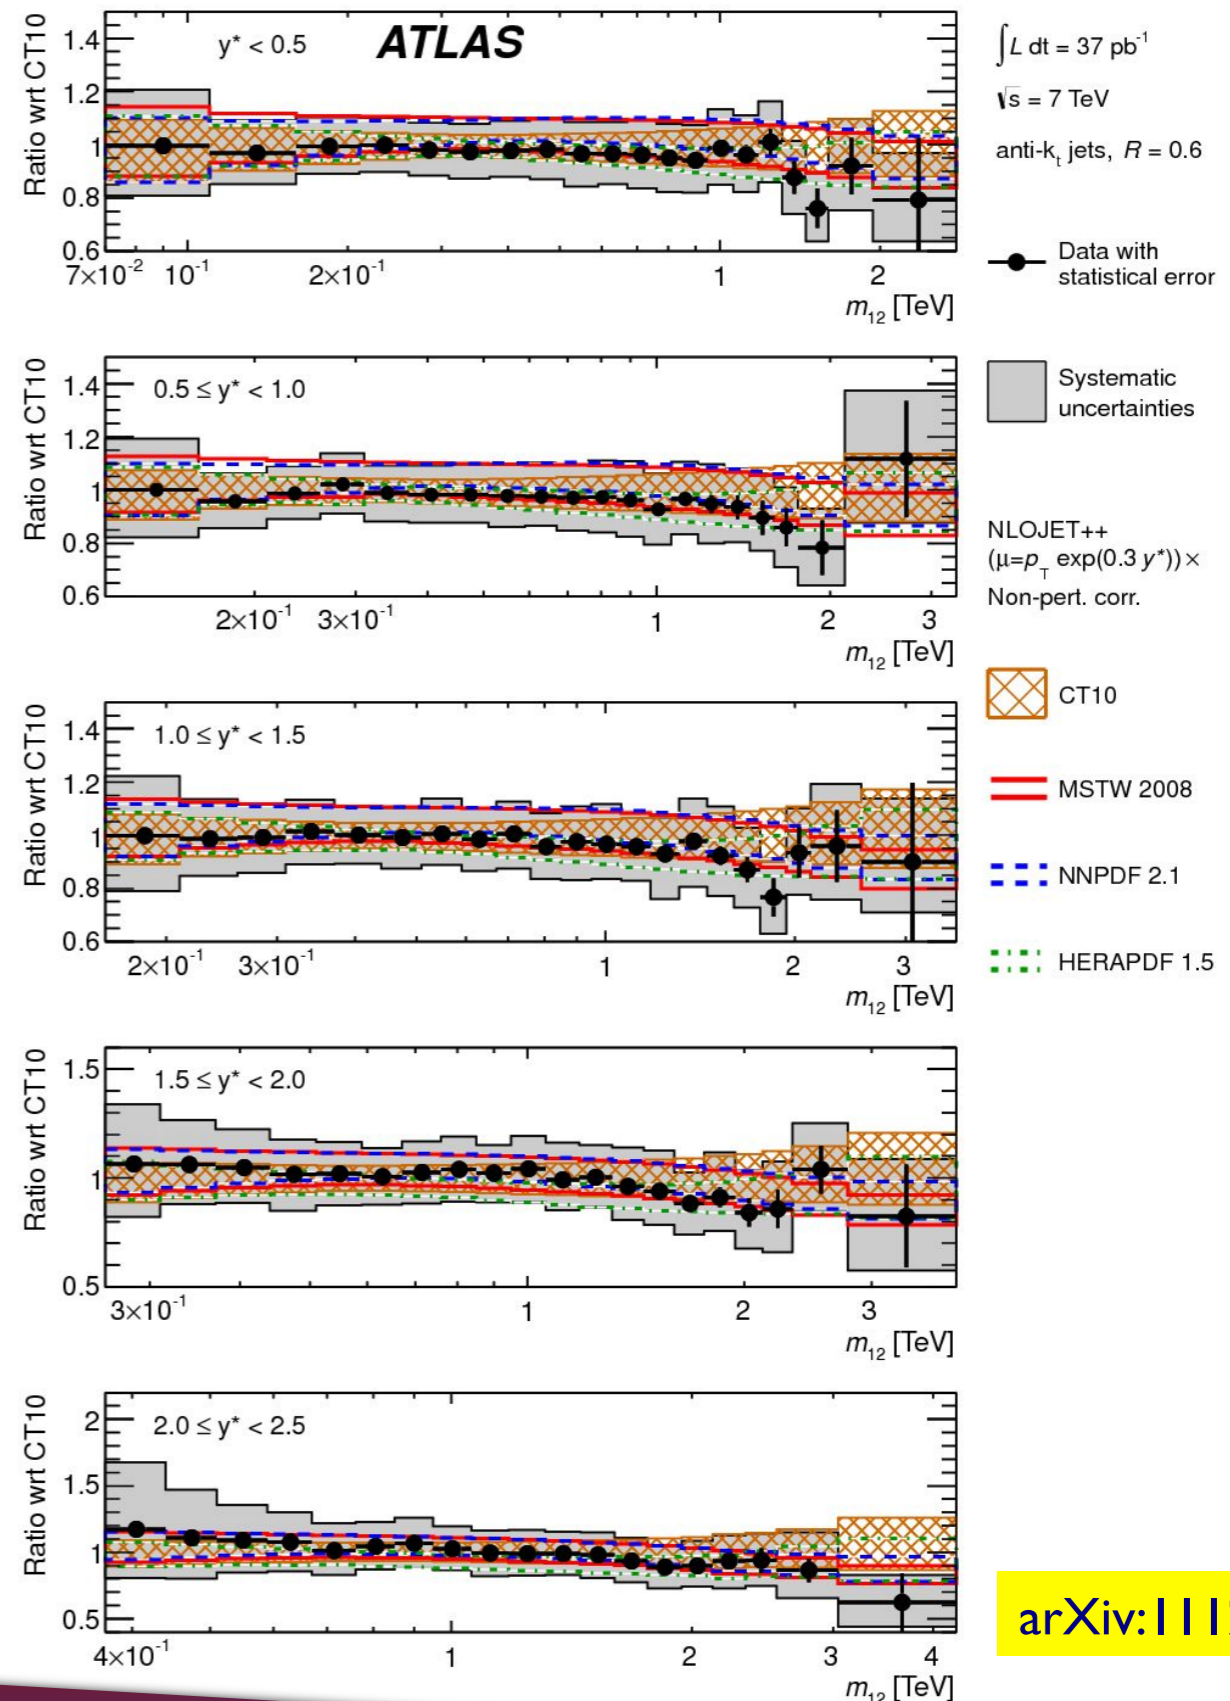 ATLAS
y* < 0.5
Ratio wrt CT10
1.4
1.2
1
0.8
0.6
7×10⁻² 10⁻¹ 2×10⁻¹ 1 2
m₁₂ [TeV]
∫L dt = 37 pb⁻¹
√s = 7 TeV
anti-kₜ jets, R = 0.6
Data with
statistical error
0.5 ≤ y* < 1.0
Ratio wrt CT10
1.4
1.2
1
0.8
0.6
2×10⁻¹ 3×10⁻¹ 1 2 3
m₁₂ [TeV]
Systematic
uncertainties
NLOJET++
(μ=p_T exp(0.3 y*))×
Non-pert. corr.
1.0 ≤ y* < 1.5
Ratio wrt CT10
1.4
1.2
1
0.8
0.6
2×10⁻¹ 3×10⁻¹ 1 2 3
m₁₂ [TeV]
CT10
MSTW 2008
NNPDF 2.1
HERAPDF 1.5
1.5 ≤ y* < 2.0
Ratio wrt CT10
1.5
1
0.5
3×10⁻¹ 1 2 3
m₁₂ [TeV]
2.0 ≤ y* < 2.5
Ratio wrt CT10
2
1.5
1
0.5
4×10⁻¹ 1 2 3 4
m₁₂ [TeV]
arXiv:111